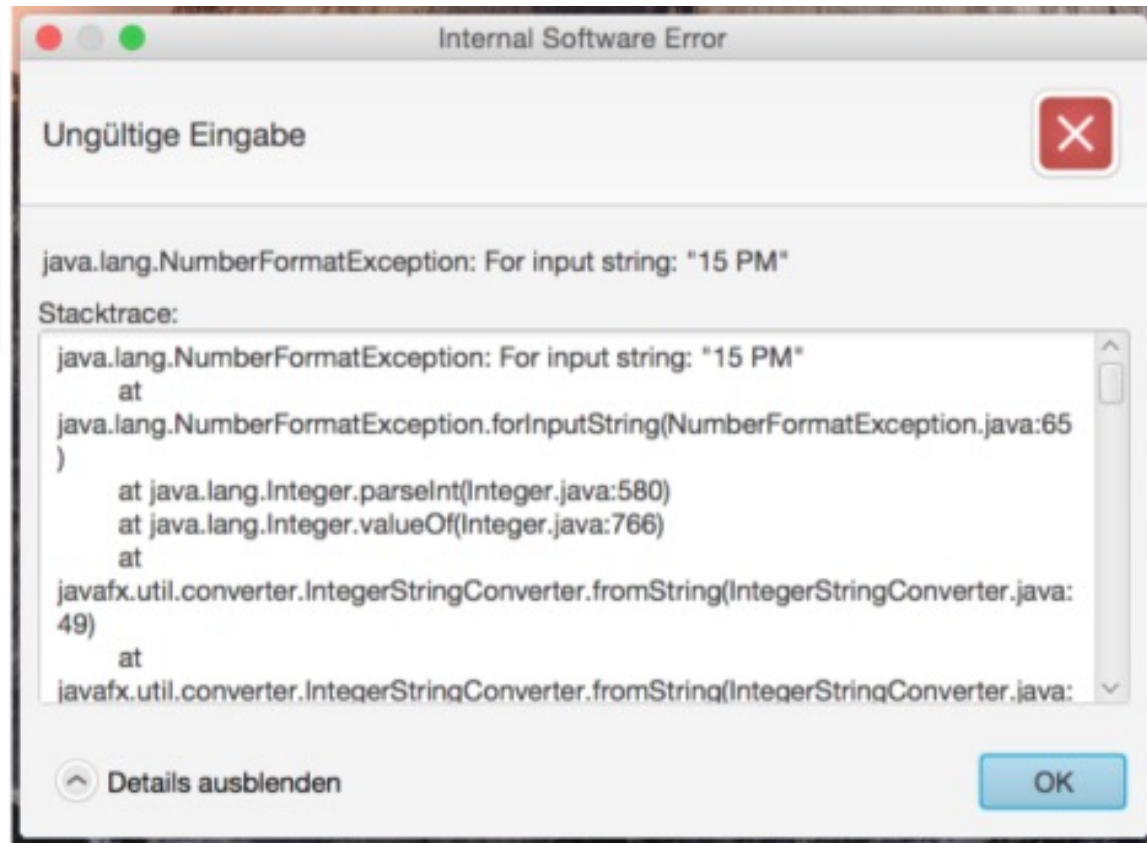 Internal Software Error
Ungültige Eingabe
java.lang.NumberFormatException: For input string: "15 PM"
Stacktrace:
java.lang.NumberFormatException: For input string: "15 PM"
at
java.lang.NumberFormatException.forInputString(NumberFormatException.java:65
)
at java.lang.Integer.parseInt(Integer.java:580)
at java.lang.Integer.valueOf(Integer.java:766)
at
javafx.util.converter.IntegerStringConverter.fromString(IntegerStringConverter.java:
49)
at
javafx.util.converter.IntegerStringConverter.fromString(IntegerStringConverter.java:
Details ausblenden
OK